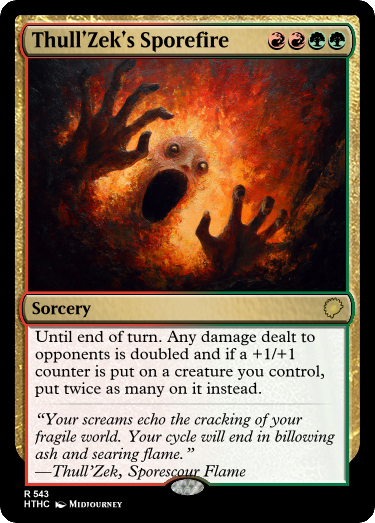 Thull'Zek's Sporefire
Sorcery
Until end of turn. Any damage dealt to
opponents is doubled and if a +1/+1
counter is put on a creature you control,
put twice as many on it instead.
“Your screams echo the cracking of your
fragile world. Your cycle will end in billowing
ash and searing flame.”
—Thull'Zek, Sporescour Flame
R 543
HTHC MIDJOURNEY